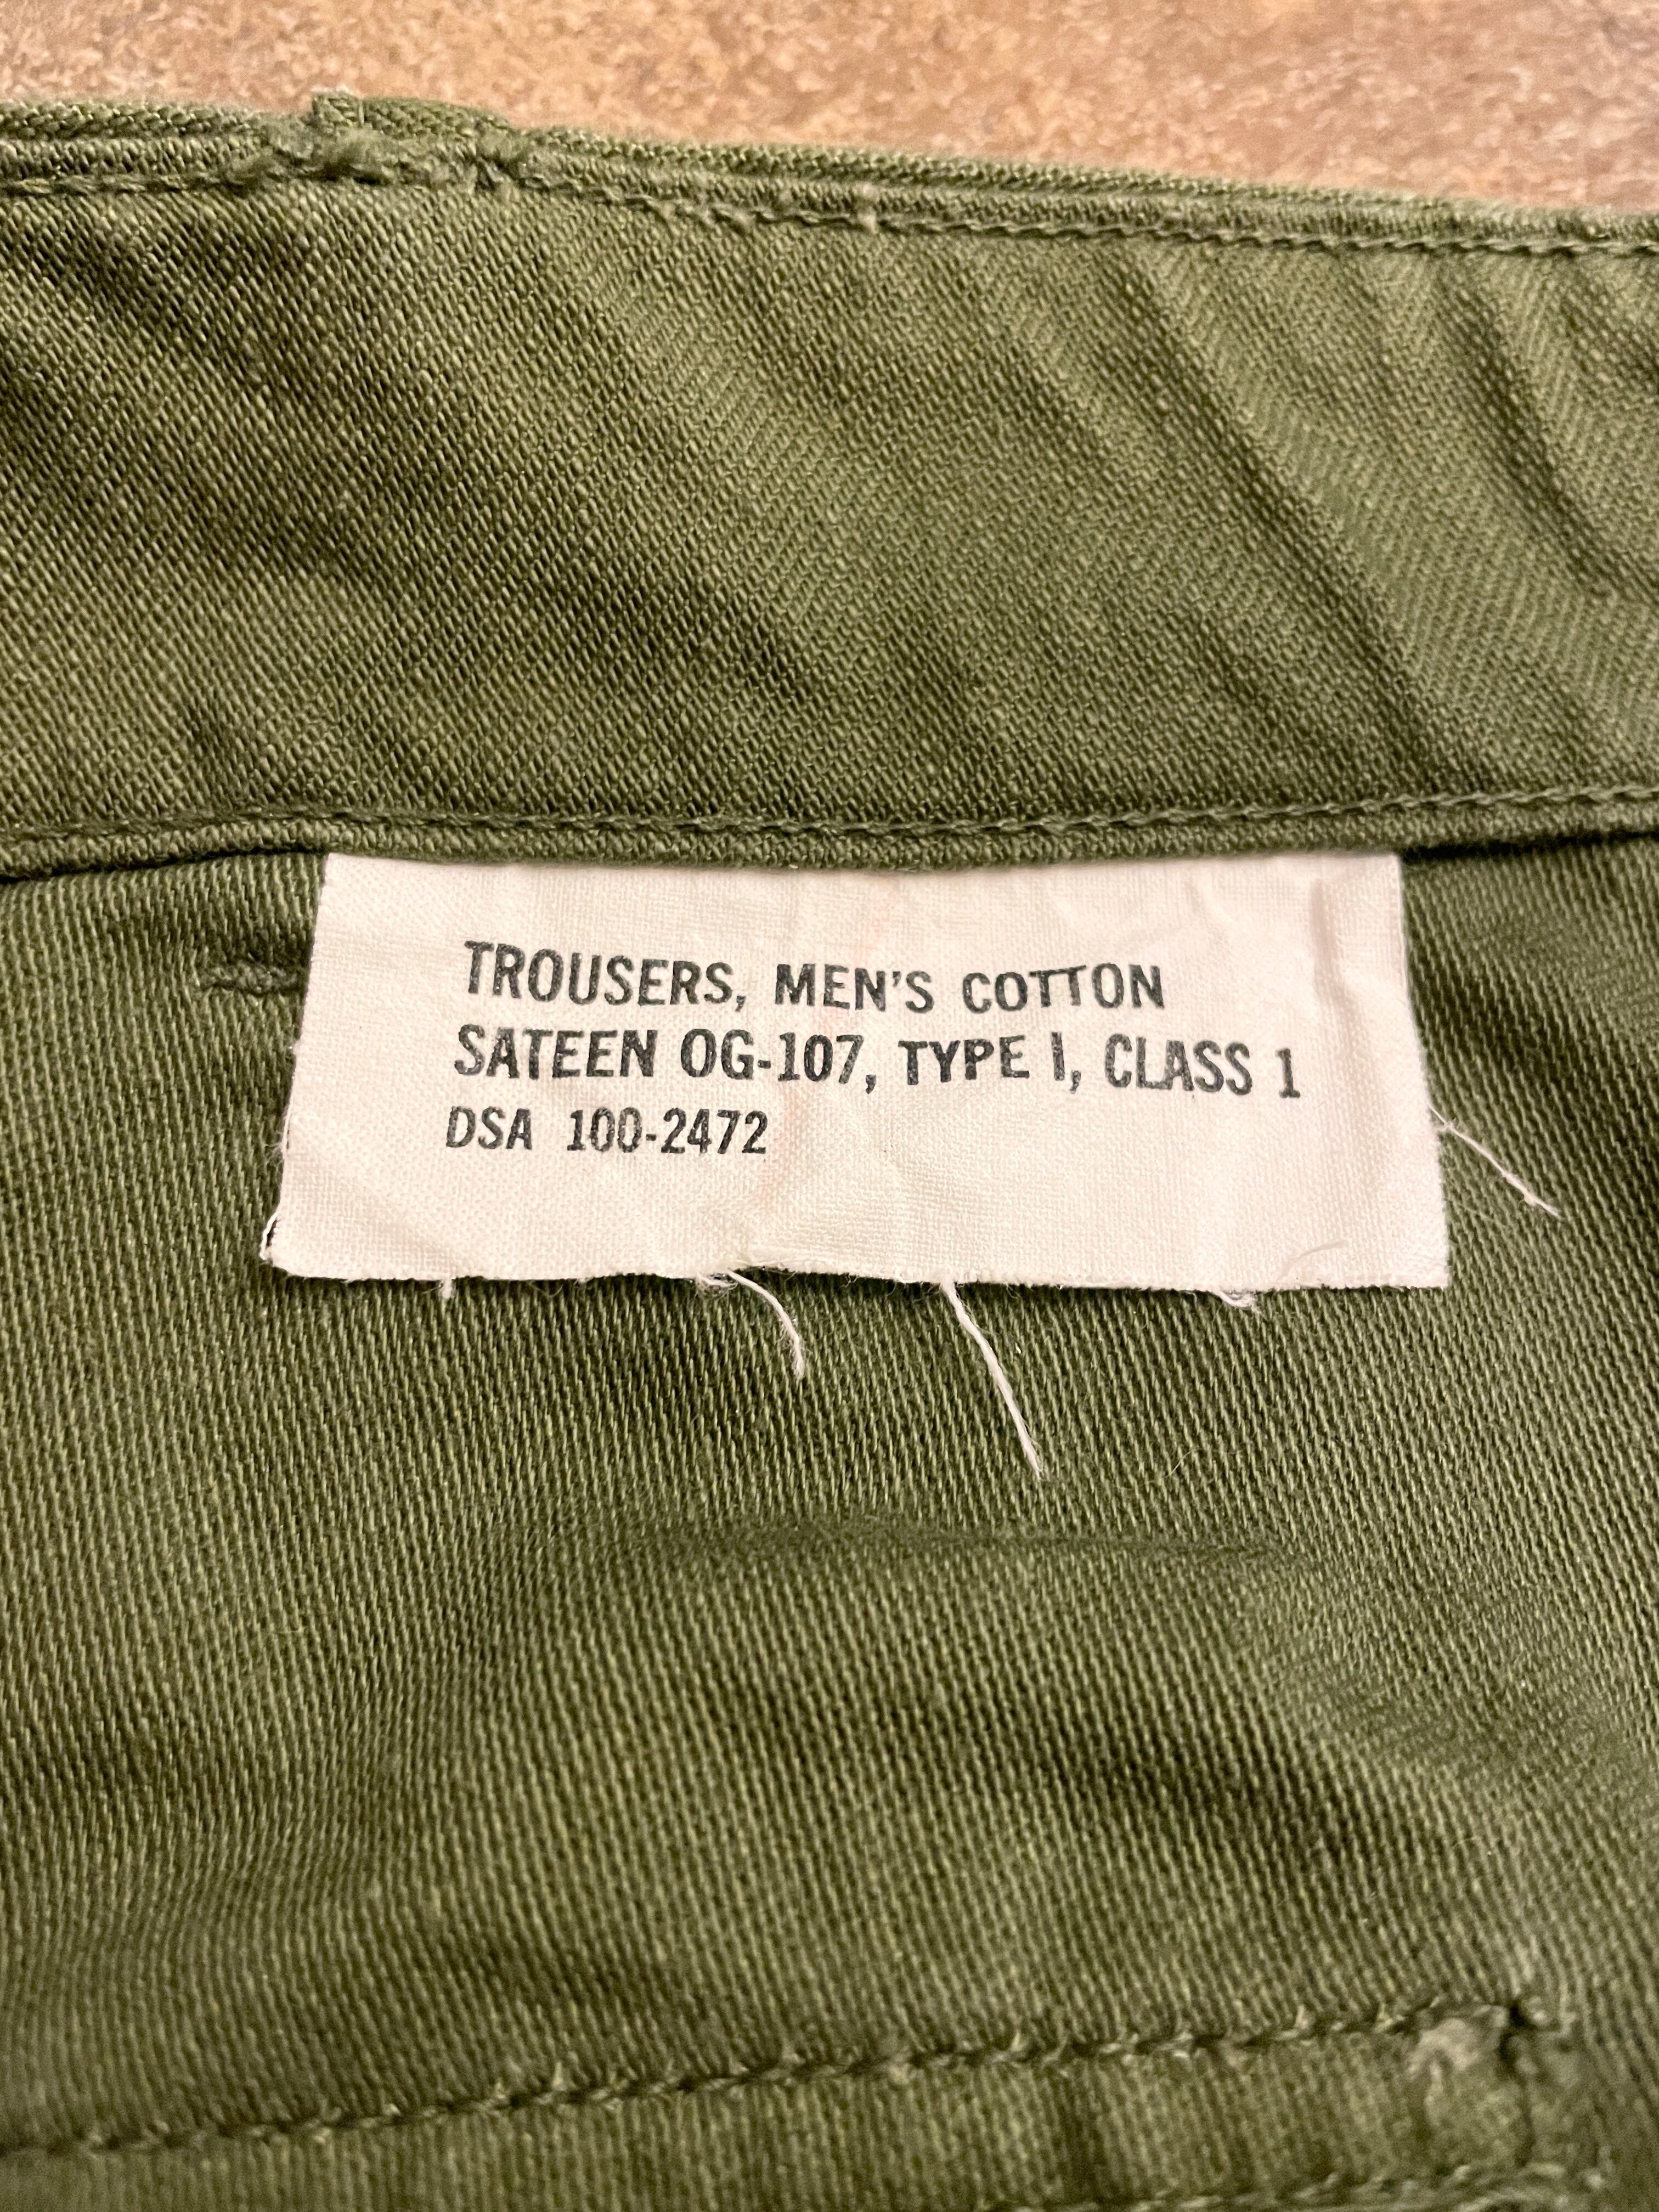 TROUSERS, MEN'S COTTON
SATEEN OG-107, TYPE I, CLASS 1
DSA 100-2472